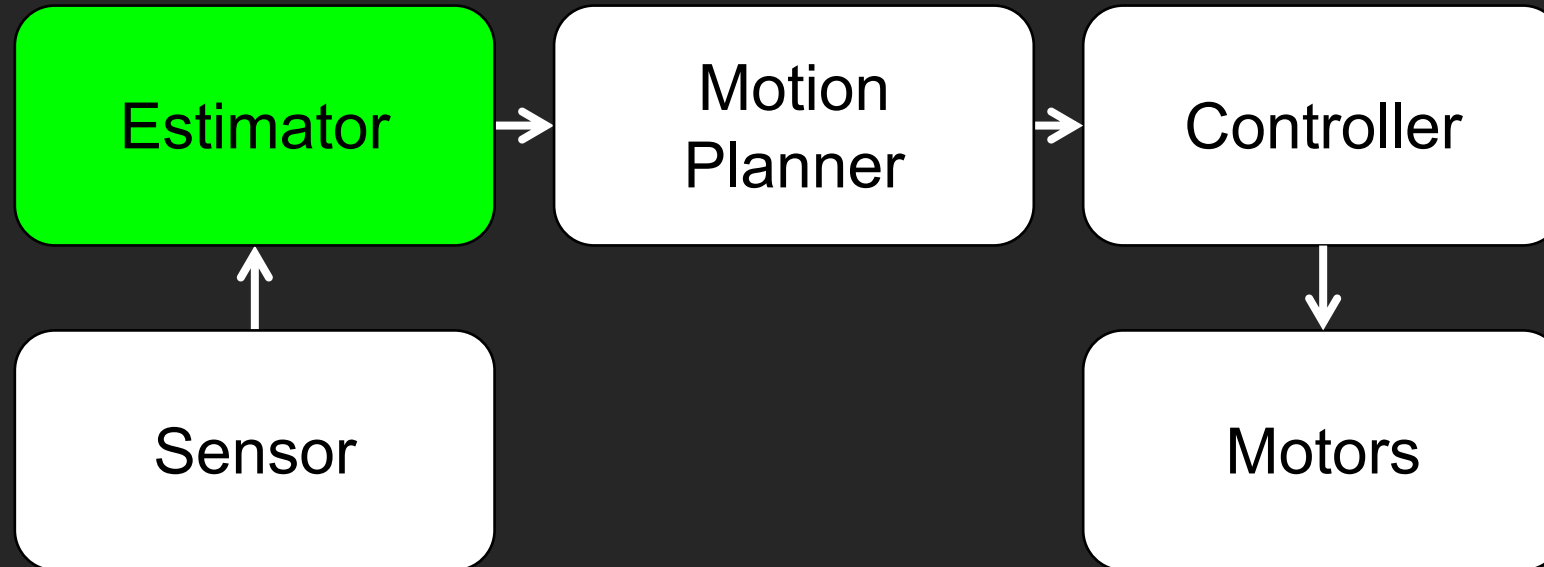 Estimator
Motion
Planner
Controller
Sensor
Motors